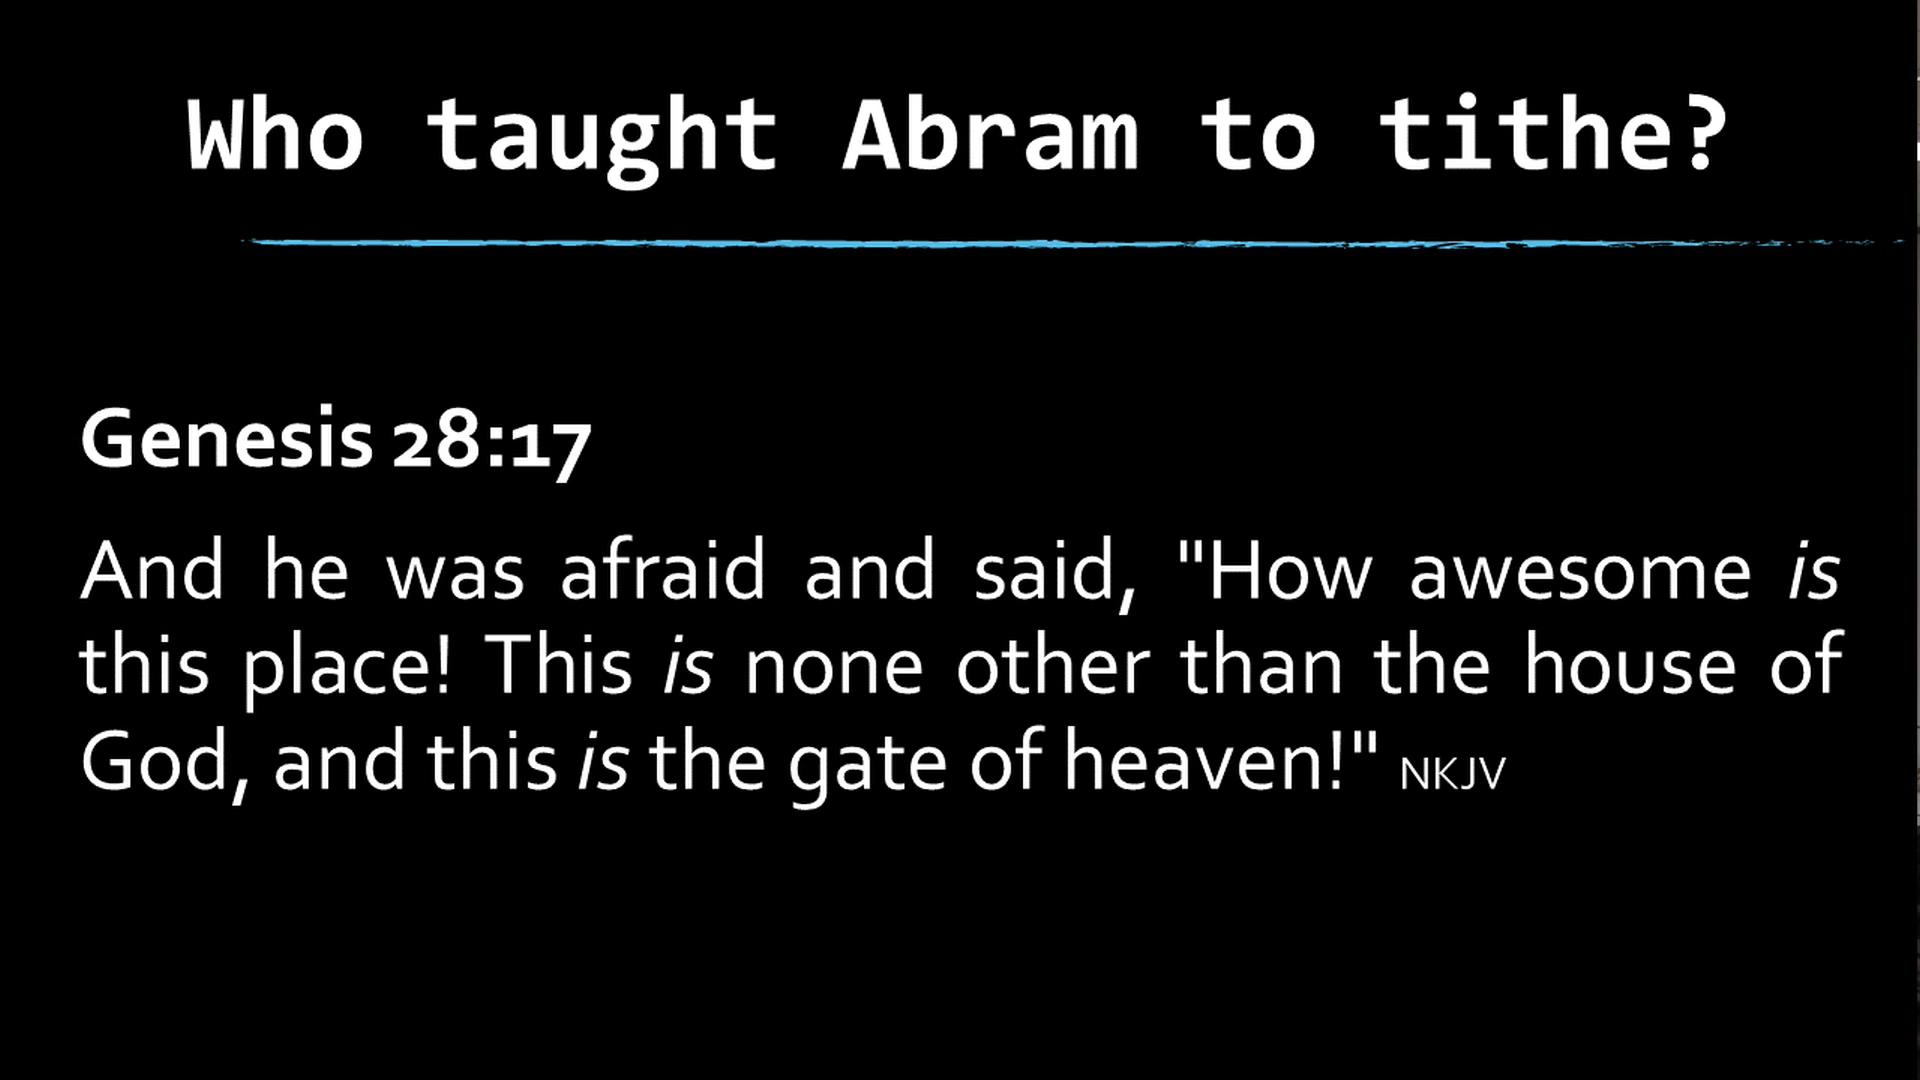 Who taught Abram to tithe?
Genesis 28:17
And he was afraid and said, "How awesome is
this place! This is none other than the house of
God, and this is the gate of heaven!" NKJV